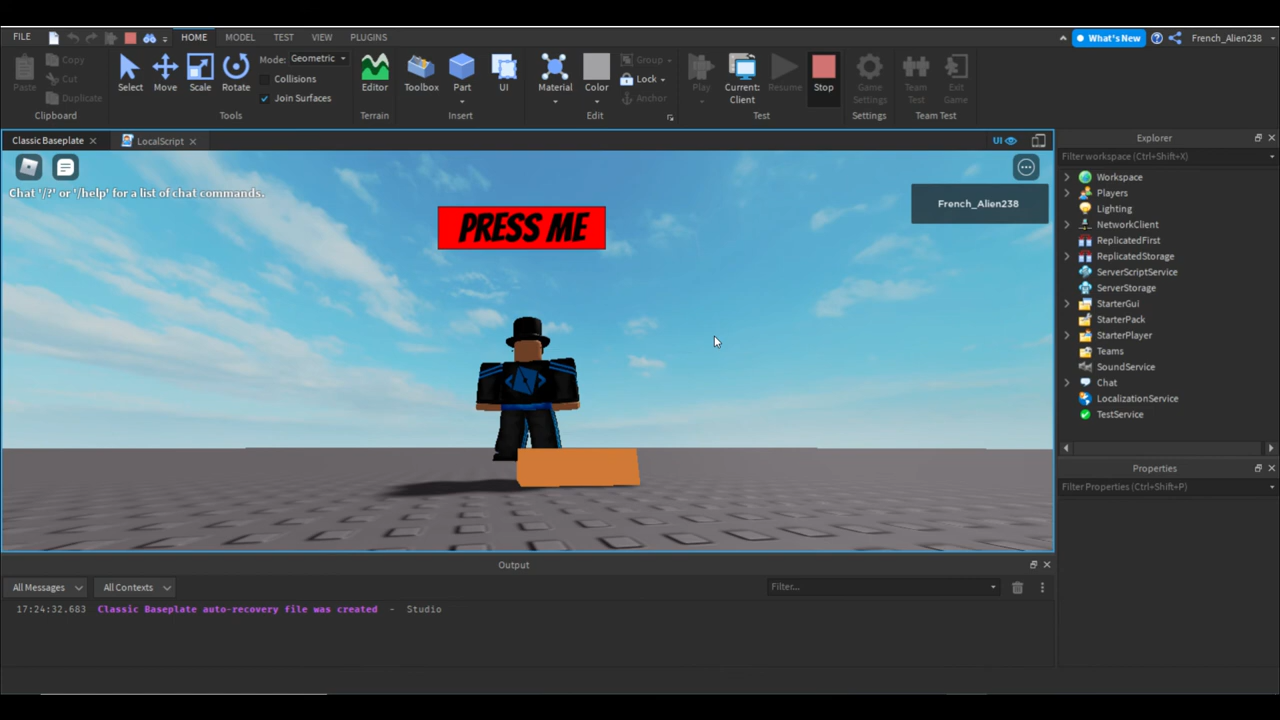 FILE HOME MODEL TEST VIEW PLUGINS What's New French_Alien238
Paste Copy Cut Duplicate Select Move Scale Rotate Mode: Geometric Collisions Join Surfaces Editor Toolbox Part UI Material Color Group Lock Anchor Play Current: Client Resume Stop Game Settings Team Test Exit Game
Clipboard Tools Terrain Insert Edit Test Settings Team Test
Classic Baseplate LocalScript UI
Chat '/?' or '/help' for a list of chat commands.
PRESS ME
French_Alien238
Explorer
Filter workspace (Ctrl+Shift+X)
Workspace
Players
Lighting
NetworkClient
ReplicatedFirst
ReplicatedStorage
ServerScriptService
ServerStorage
StarterGui
StarterPack
StarterPlayer
Teams
SoundService
Chat
LocalizationService
TestService
Properties
Filter Properties (Ctrl+Shift+P)
Output
All Messages All Contexts Filter...
17:24:32.683 Classic Baseplate auto-recovery file was created - Studio